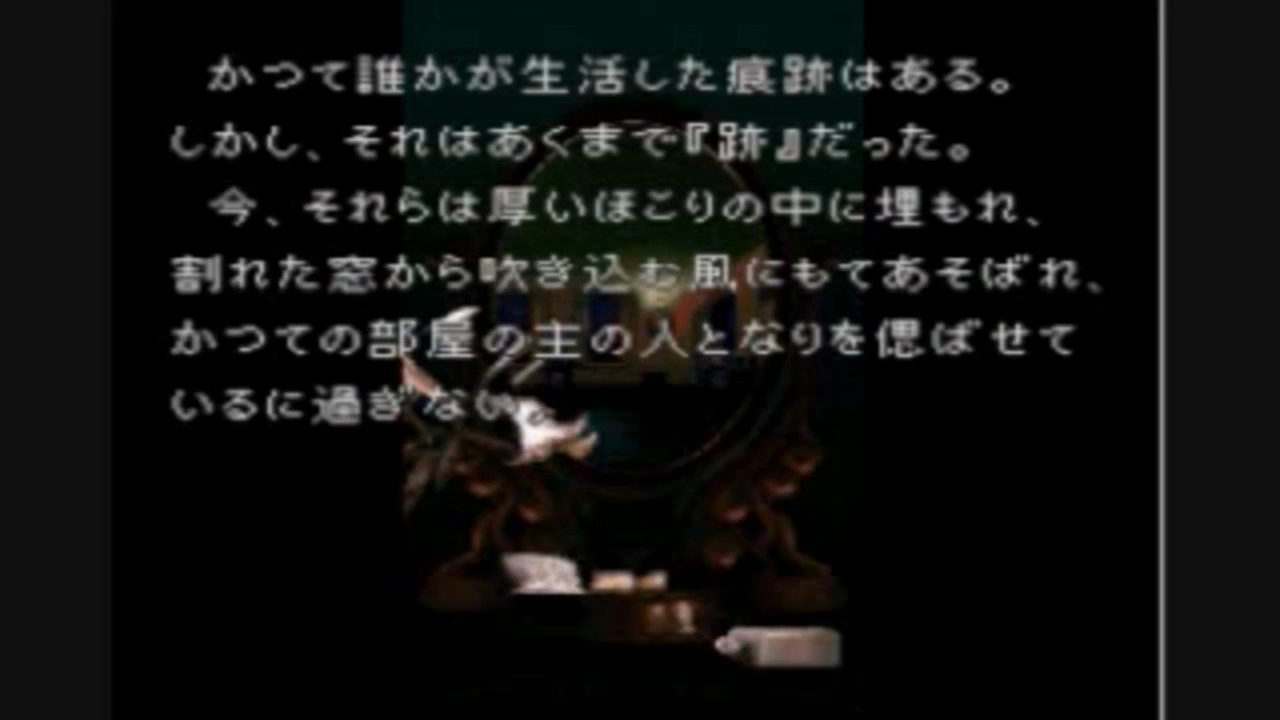 かつて誰かが生活した痕跡はある。
しかし、それはあくまで『跡』だった。
今、それらは厚いほこりの中に埋もれ、
割れた窓から吹き込む風にもてあそばれ、
かつての部屋の主の人となりを偲ばせて
いるに過ぎない。